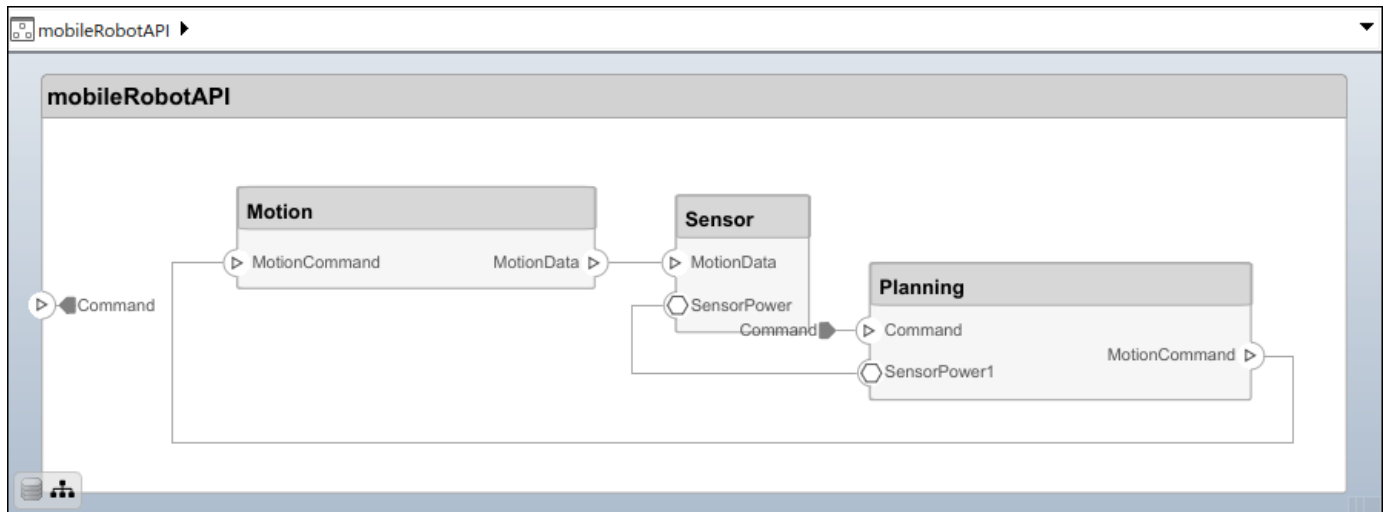 mobileRobotAPI
mobileRobotAPI
Motion
MotionCommand
MotionData
Sensor
MotionData
SensorPower
Command
Command
Planning
Command
SensorPower1
MotionCommand